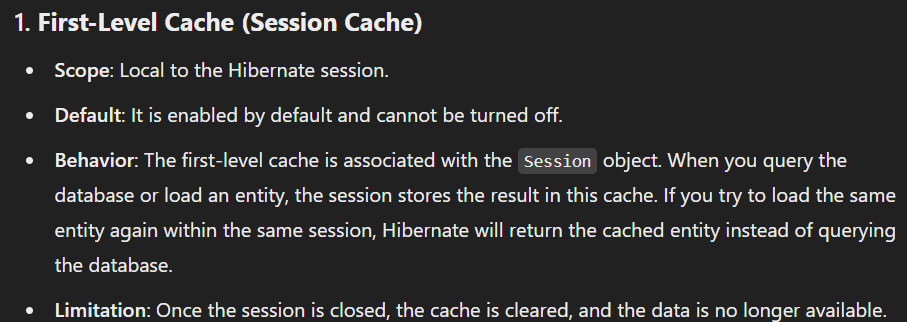 1. First-Level Cache (Session Cache)
• Scope: Local to the Hibernate session.
• Default: It is enabled by default and cannot be turned off.
• Behavior: The first-level cache is associated with the Session object. When you query the
database or load an entity, the session stores the result in this cache. If you try to load the same
entity again within the same session, Hibernate will return the cached entity instead of querying
the database.
• Limitation: Once the session is closed, the cache is cleared, and the data is no longer available.